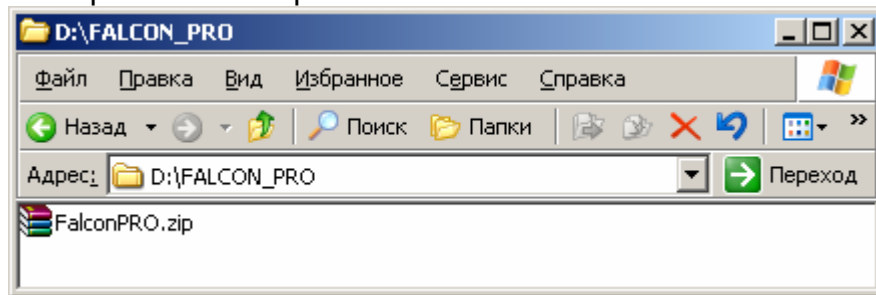 D:\FALCON_PRO
Файл Правка Вид Избранное Сервис Справка
Назад Поиск Папки »
Адрес: D:\FALCON_PRO Переход
FalconPRO.zip